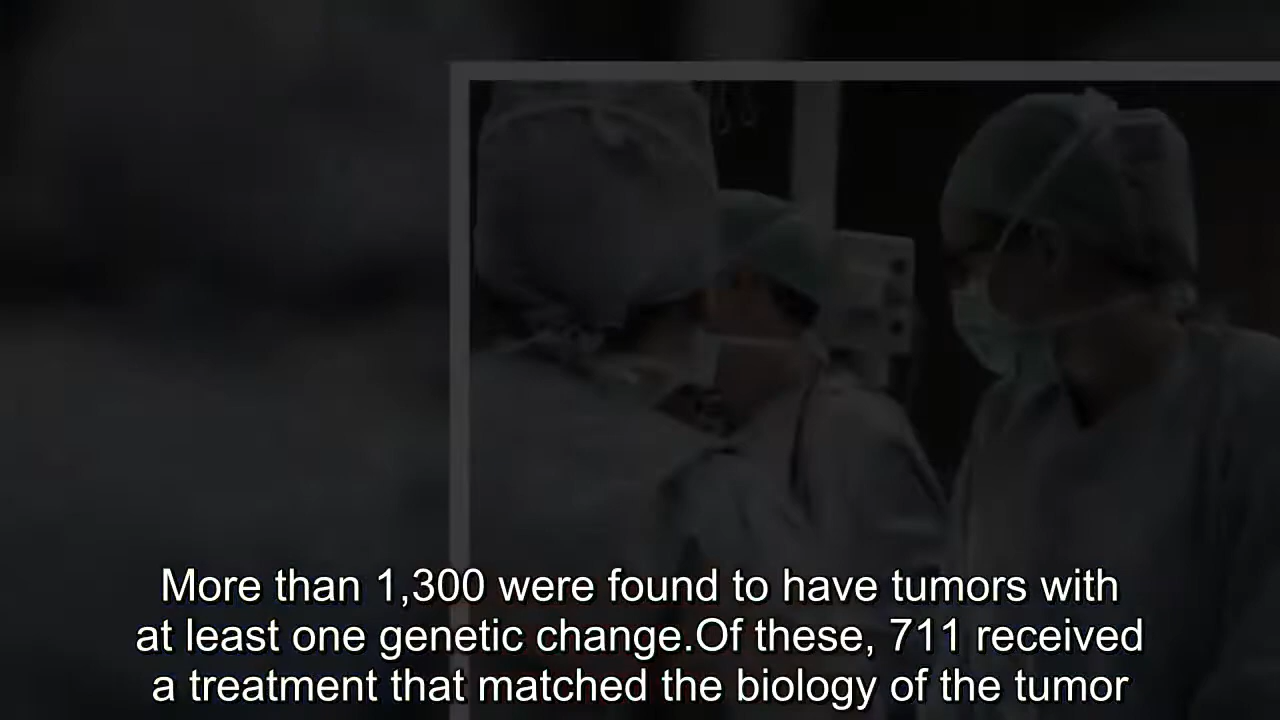 More than 1,300 were found to have tumors with
at least one genetic change.Of these, 711 received
a treatment that matched the biology of the tumor